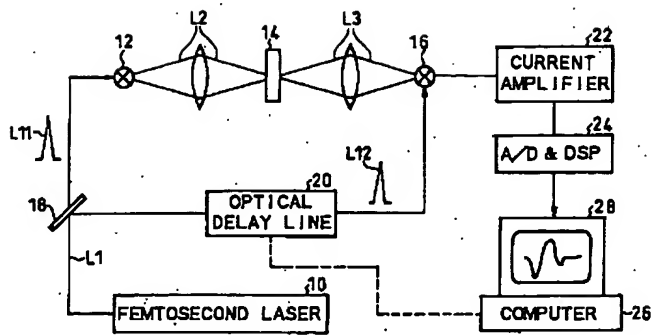 L2
14
L3
12
16
22
CURRENT
AMPLIFIER
24
A/D & DSP
L11
L12
20
OPTICAL
DELAY LINE
18
28
L1
10
FEMTOSECOND LASER
COMPUTER
26